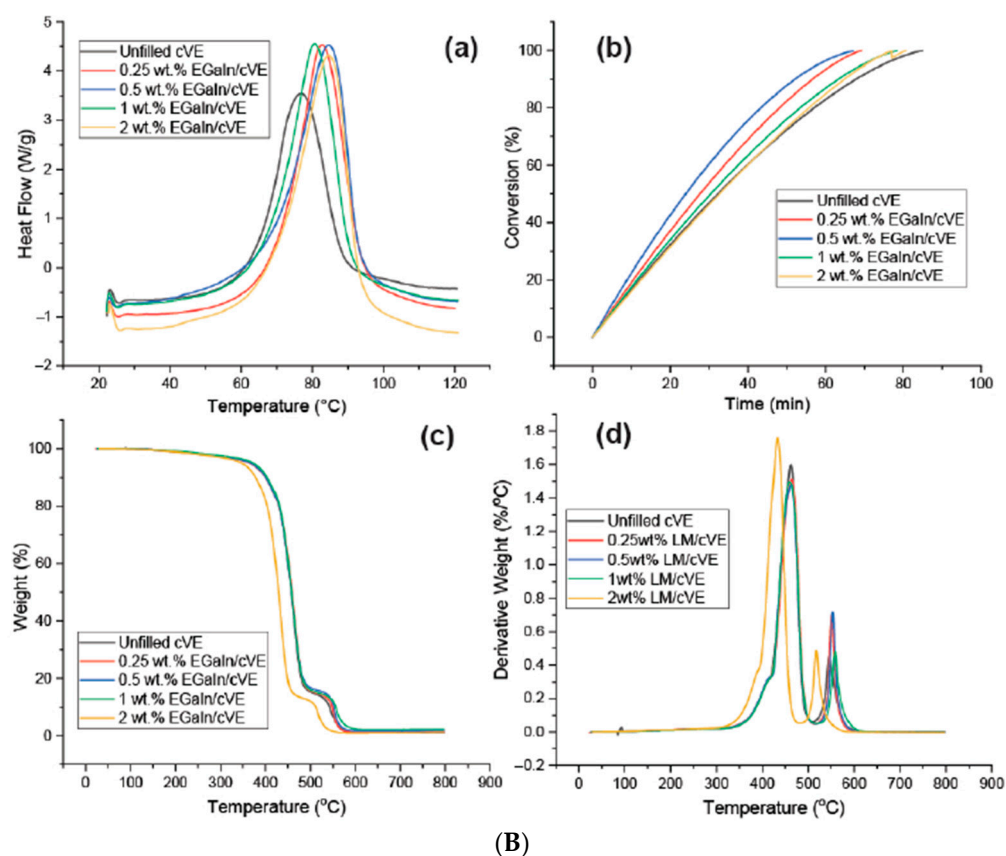 (a)
Unfilled cVE
0.25 wt.% EGaIn/cVE
0.5 wt.% EGaIn/cVE
1 wt.% EGaIn/cVE
2 wt.% EGaIn/cVE
Heat Flow (W/g)
5
4
3
2
1
0
−1
−2
20
40
60
80
100
120
Temperature (°C)
(b)
Conversion (%)
100
80
60
40
20
0
Unfilled cVE
0.25 wt.% EGaIn/cVE
0.5 wt.% EGaIn/cVE
1 wt.% EGaIn/cVE
2 wt.% EGaIn/cVE
0
20
40
60
80
100
Time (min)
(c)
Weight (%)
100
80
60
40
20
0
Unfilled cVE
0.25 wt.% EGaIn/cVE
0.5 wt.% EGaIn/cVE
1 wt.% EGaIn/cVE
2 wt.% EGaIn/cVE
0
100
200
300
400
500
600
700
800
900
Temperature (°C)
(d)
Derivative Weight (%/°C)
1.8
1.6
1.4
1.2
1.0
0.8
0.6
0.4
0.2
0.0
−0.2
Unfilled cVE
0.25wt% LM/cVE
0.5wt% LM/cVE
1wt% LM/cVE
2wt% LM/cVE
0
100
200
300
400
500
600
700
800
900
Temperature (°C)
(B)